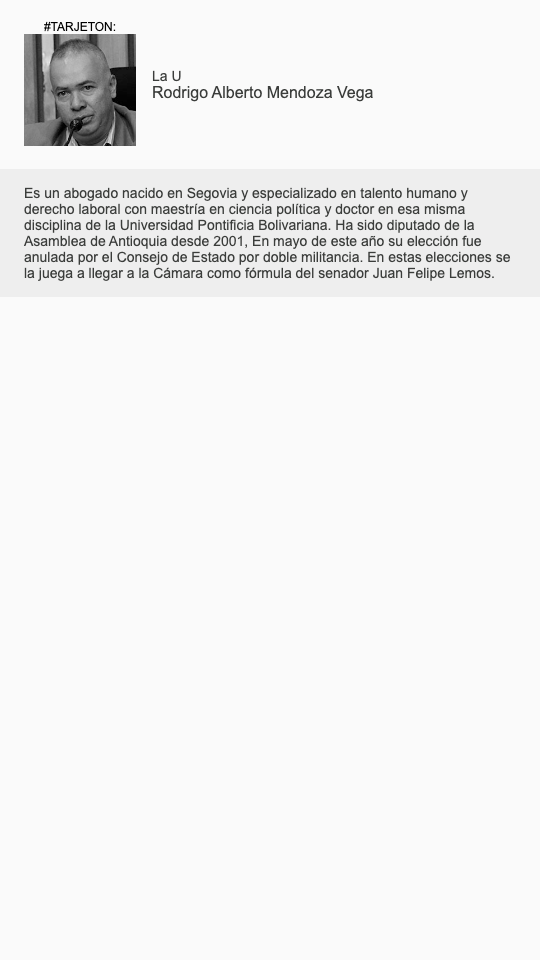 #TARJETON:
La U
Rodrigo Alberto Mendoza Vega
Es un abogado nacido en Segovia y especializado en talento humano y
derecho laboral con maestría en ciencia política y doctor en esa misma
disciplina de la Universidad Pontificia Bolivariana. Ha sido diputado de la
Asamblea de Antioquia desde 2001, En mayo de este año su elección fue
anulada por el Consejo de Estado por doble militancia. En estas elecciones se
la juega a llegar a la Cámara como fórmula del senador Juan Felipe Lemos.